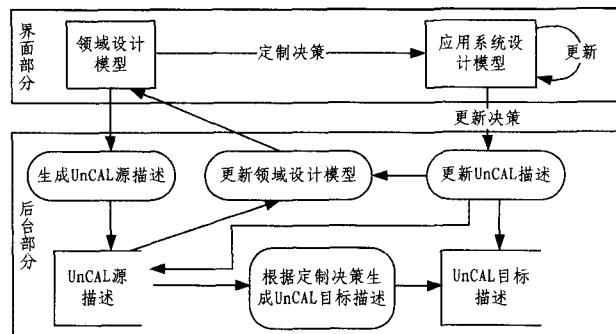 界面部分
领域设计
模型
定制决策
应用系统设
计模型
更新
更新决策
后台部分
生成UnCAL源描述
更新领域设计模型
更新UnCAL描述
UnCAL源
描述
根据定制决策生
成UnCAL目标描述
UnCAL目标
描述